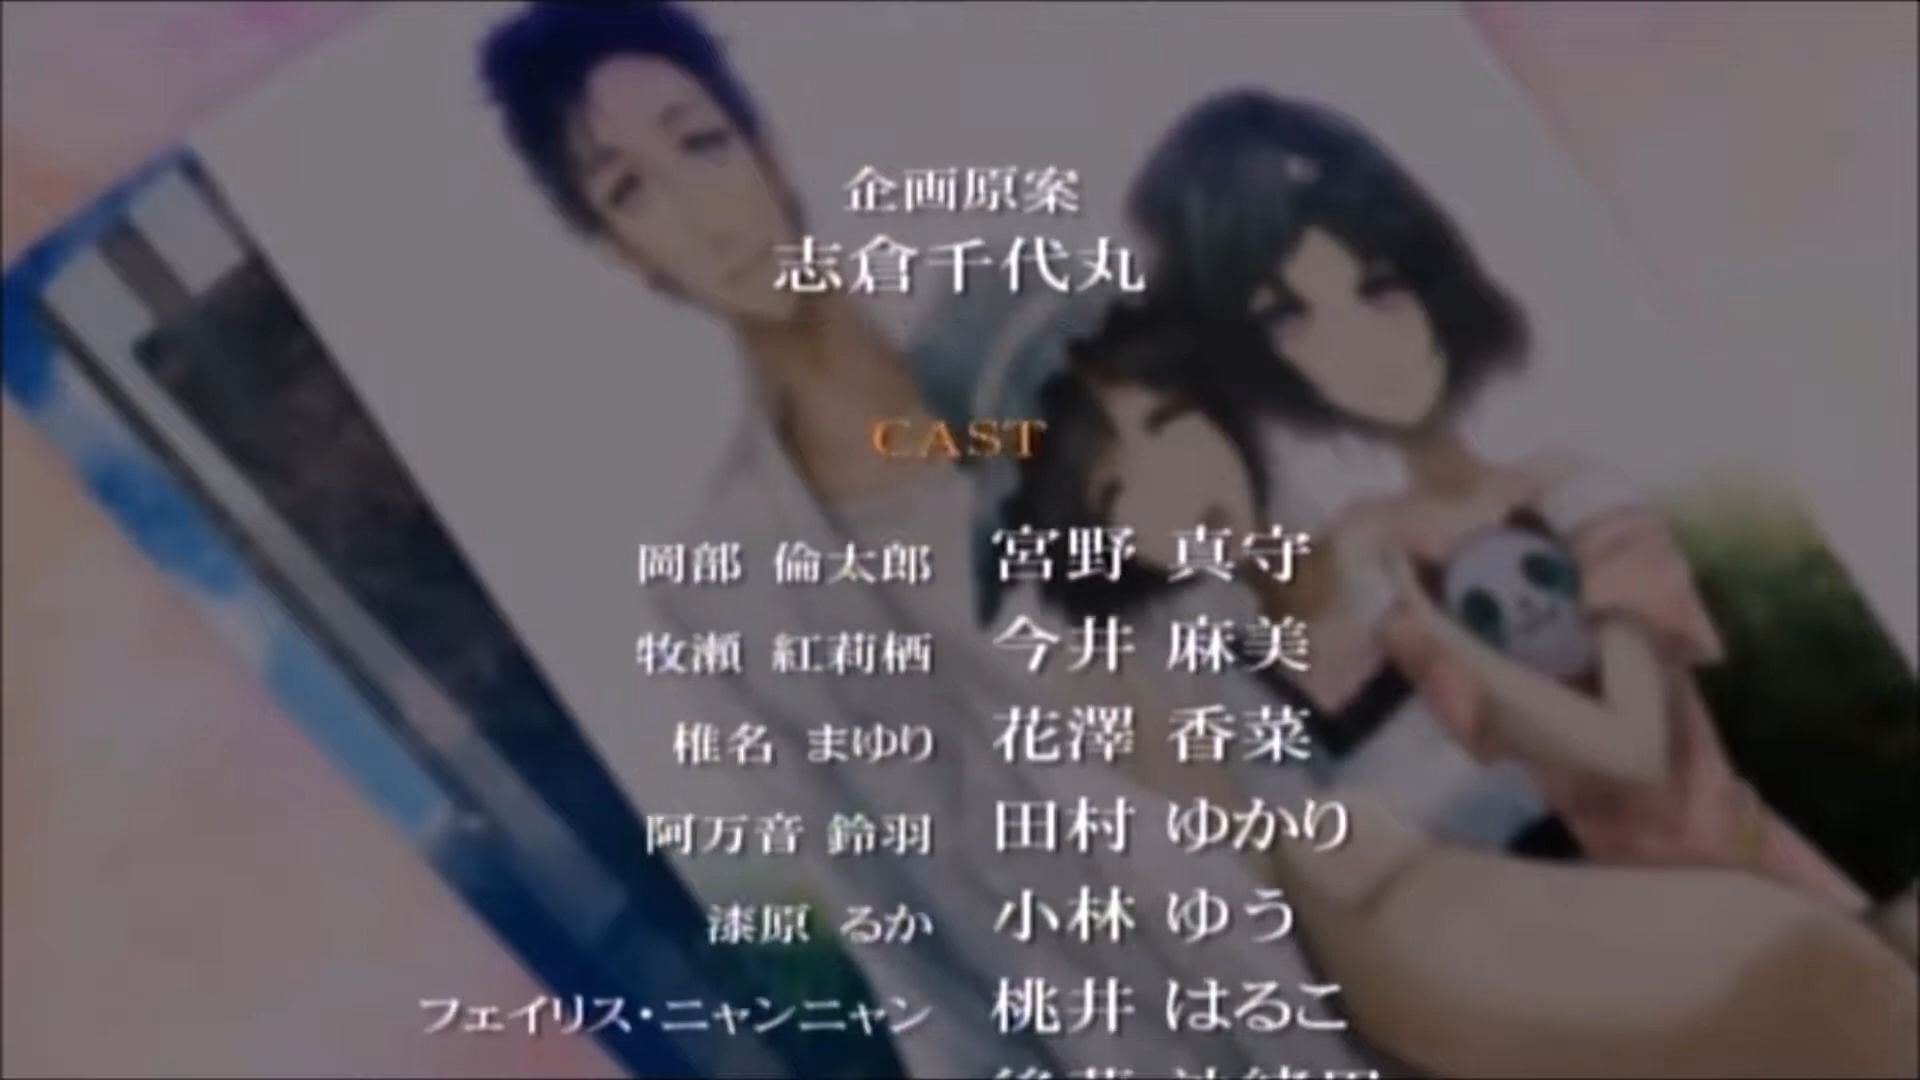 企画原案
志倉千代丸
CAST
岡部 倫太郎 宮野 真守
牧瀬 紅莉栖 今井 麻美
椎名 まゆり 花澤 香菜
阿万音 鈴羽 田村 ゆかり
漆原 るか 小林 ゆう
フェイリス・ニャンニャン 桃井 はるこ